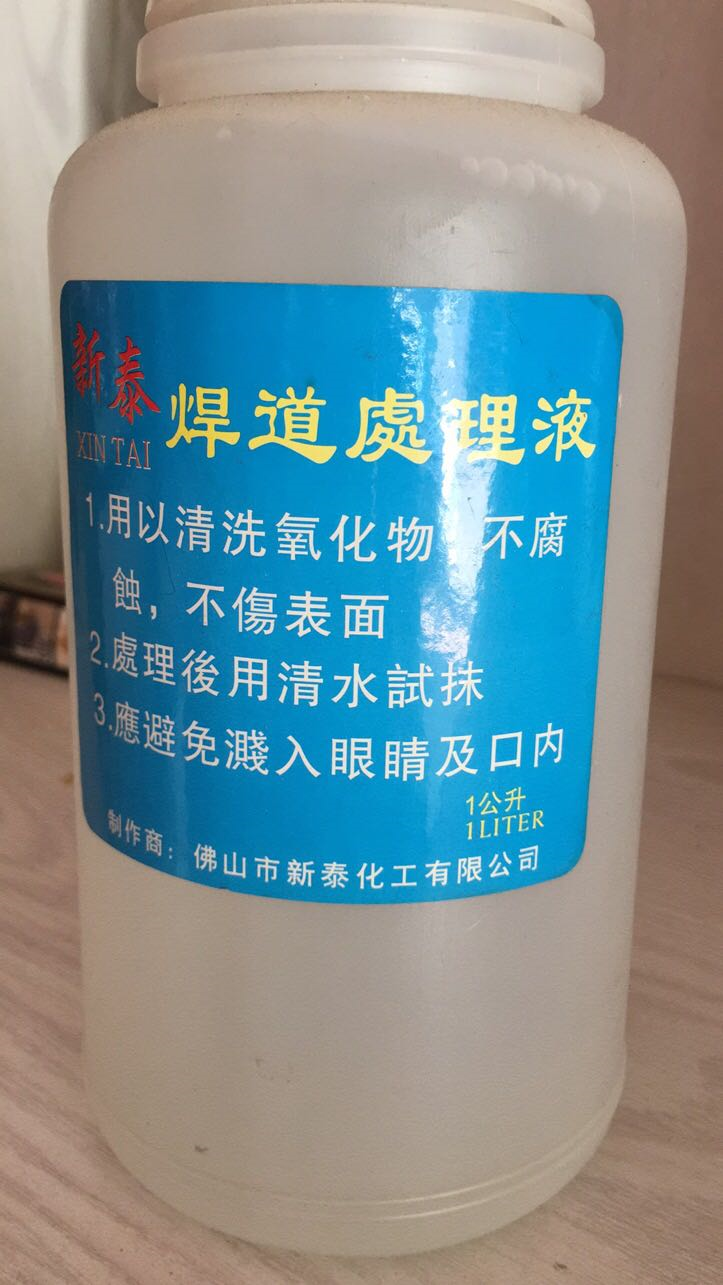 新泰
XIN TAI
焊道處理液
1.用以清洗氧化物，不腐
蝕，不傷表面
2.處理後用清水試抹
3.應避免濺入眼睛及口内
1公升
1 LITER
制作商：佛山市新泰化工有限公司